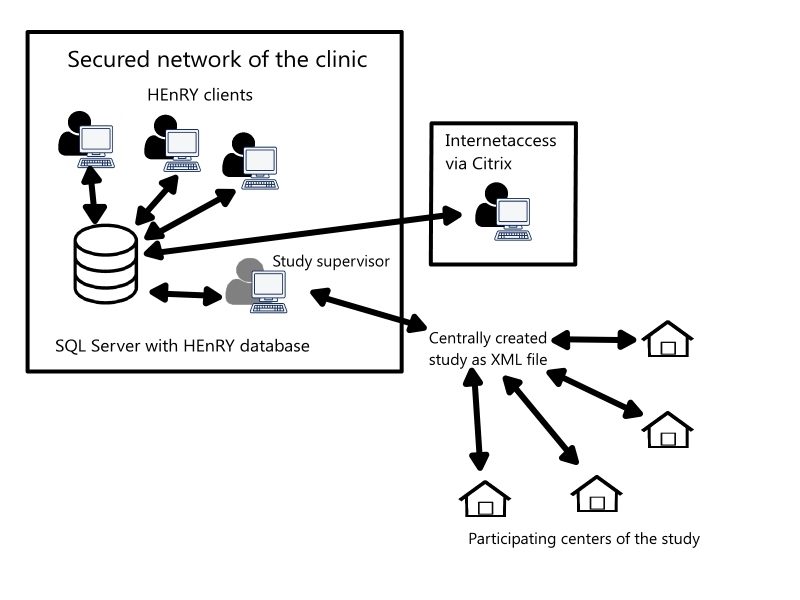 Secured network of the clinic
HEnRY clients
Internetaccess
via Citrix
Study supervisor
SQL Server with HEnRY database
Centrally created
study as XML file
Participating centers of the study